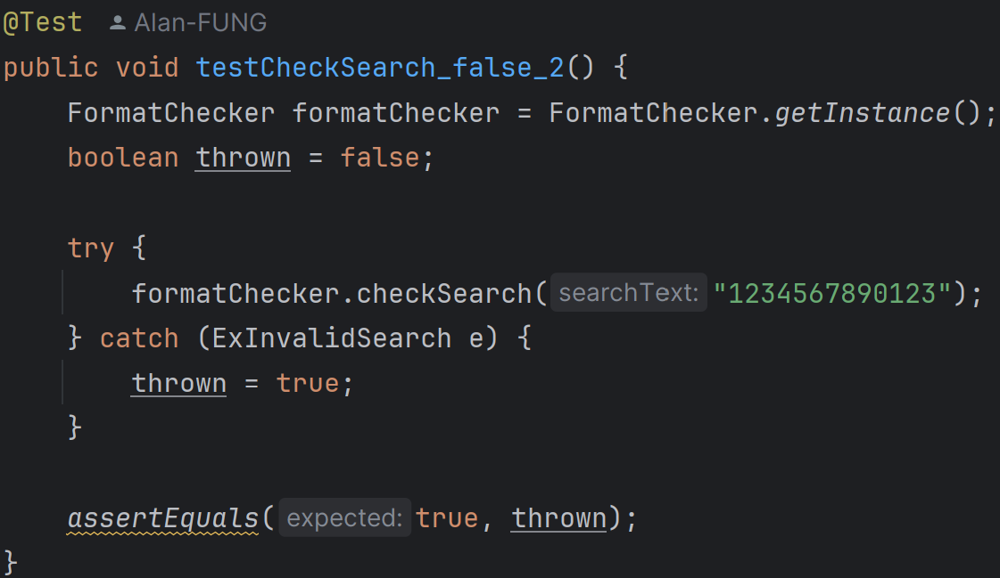 @Test Alan-FUNG
public void testCheckSearch_false_2() {
FormatChecker formatChecker = FormatChecker.getInstance();
boolean thrown = false;
try {
formatChecker.checkSearch( searchText: "1234567890123");
} catch (ExInvalidSearch e) {
thrown = true;
}
assertEquals( expected: true, thrown);
}